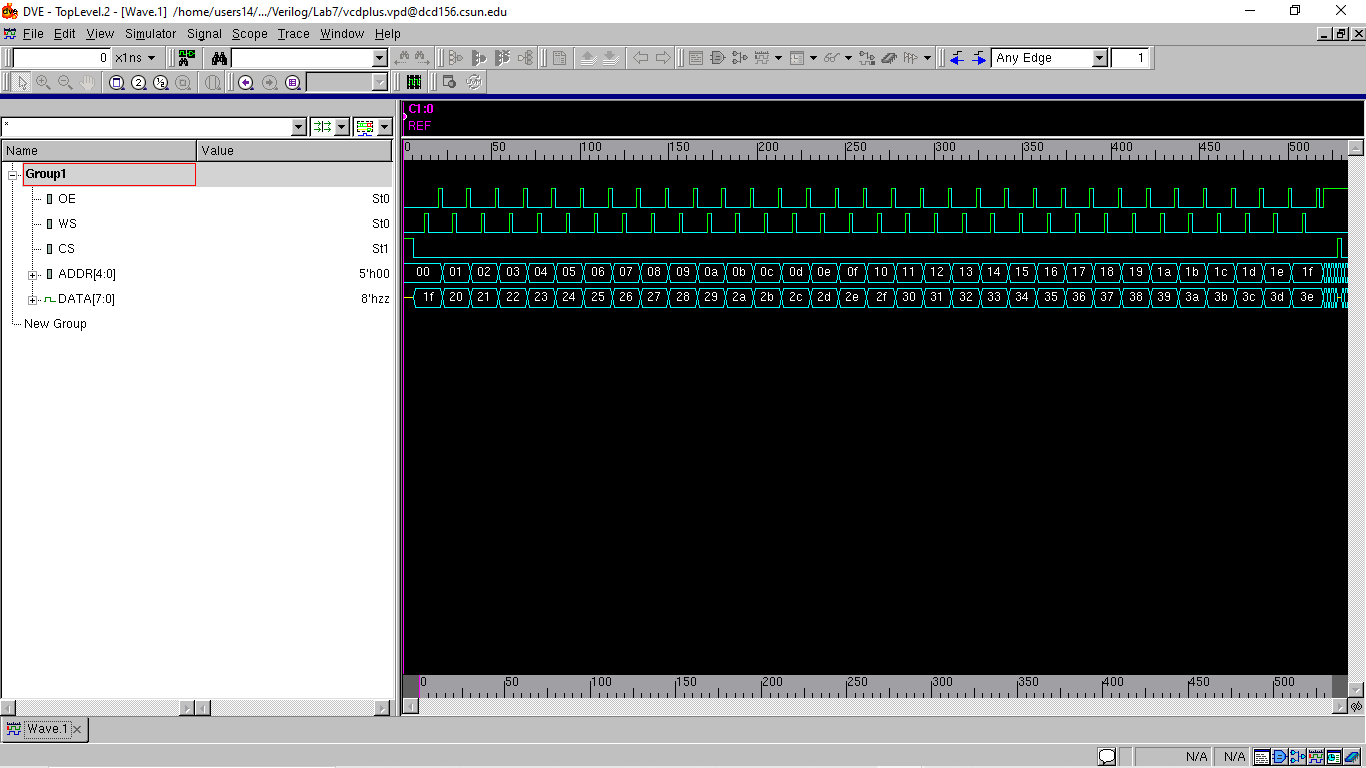 DVE - TopLevel.2 - [Wave.1] /home/users14/.../Verilog/Lab7/vcdplus.vpd@dcd156.csun.edu
File Edit View Simulator Signal Scope Trace Window Help
0 x1ns Any Edge 1
2 ½
C1:0
REF
*
Name Value
0 50 100 150 200 250 300 350 400 450 500
Group1
OE St0
WS St0
CS St1
ADDR[4:0] 5'h00 00 01 02 03 04 05 06 07 08 09 0a 0b 0c 0d 0e 0f 10 11 12 13 14 15 16 17 18 19 1a 1b 1c 1d 1e 1f
DATA[7:0] 8'hzz 1f 20 21 22 23 24 25 26 27 28 29 2a 2b 2c 2d 2e 2f 30 31 32 33 34 35 36 37 38 39 3a 3b 3c 3d 3e
New Group
0 50 100 150 200 250 300 350 400 450 500
Wave.1
N/A N/A